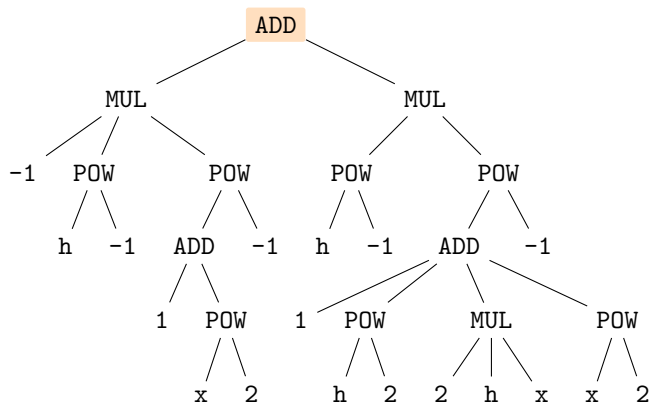 ADD
MUL MUL
-1 POW POW POW POW
h -1 ADD -1 h -1 ADD -1
1 POW 1 POW MUL POW
x 2 h 2 2 h x x 2